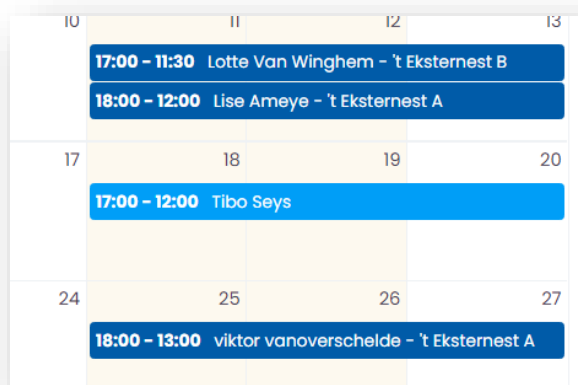 10 11 12 13
17:00 - 11:30 Lotte Van Winghem - 't Eksternest B
18:00 - 12:00 Lise Ameye - 't Eksternest A
17 18 19 20
17:00 - 12:00 Tibo Seys
24 25 26 27
18:00 - 13:00 viktor vanoverschelde - 't Eksternest A